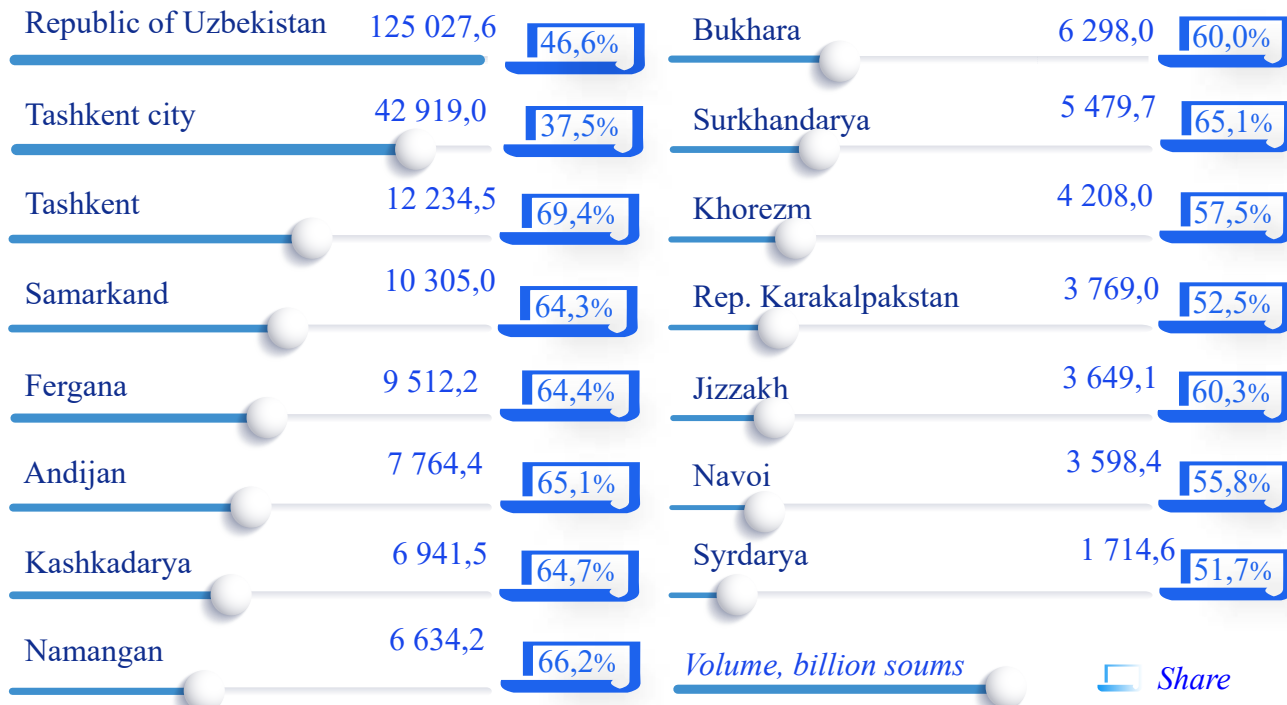 Republic of Uzbekistan 125 027,6 46,6%
Tashkent city 42 919,0 37,5%
Tashkent 12 234,5 69,4%
Samarkand 10 305,0 64,3%
Fergana 9 512,2 64,4%
Andijan 7 764,4 65,1%
Kashkadarya 6 941,5 64,7%
Namangan 6 634,2 66,2%
Bukhara 6 298,0 60,0%
Surkhandarya 5 479,7 65,1%
Khorezm 4 208,0 57,5%
Rep. Karakalpakstan 3 769,0 52,5%
Jizzakh 3 649,1 60,3%
Navoi 3 598,4 55,8%
Syrdarya 1 714,6 51,7%
Volume, billion soums Share